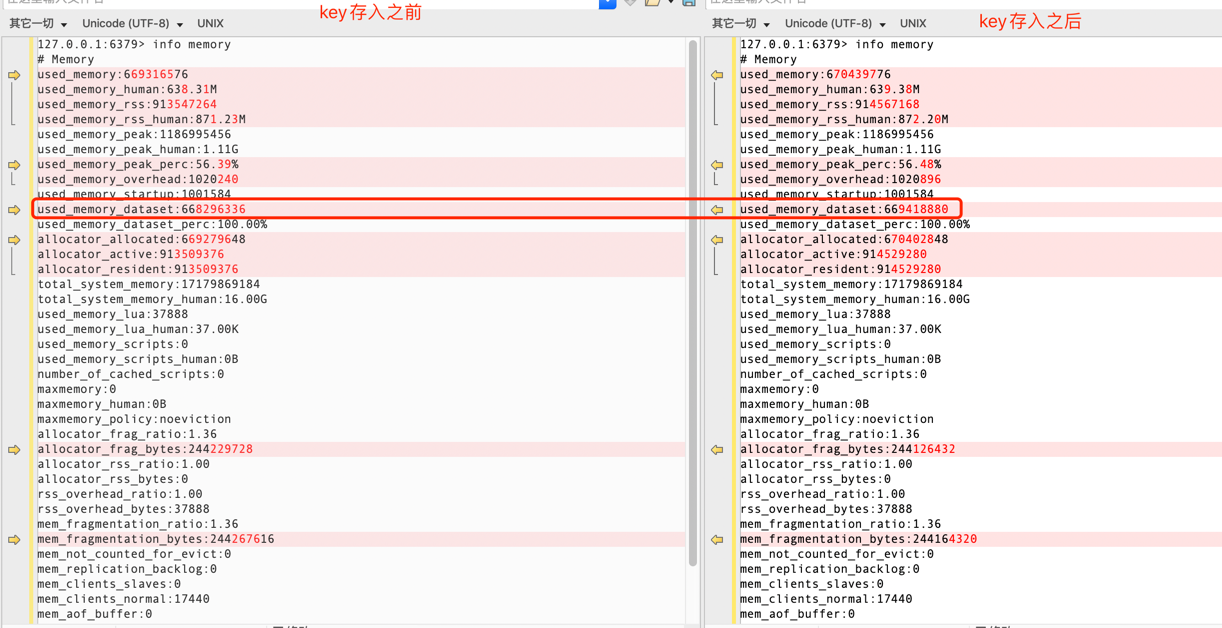 key存入之前
key存入之后
其它一切 Unicode (UTF-8) UNIX
其它一切 Unicode (UTF-8) UNIX
127.0.0.1:6379> info memory
# Memory
used_memory:669316576
used_memory_human:638.31M
used_memory_rss:913547264
used_memory_rss_human:871.23M
used_memory_peak:1186995456
used_memory_peak_human:1.11G
used_memory_peak_perc:56.39%
used_memory_overhead:1020240
used_memory_startup:1001584
used_memory_dataset:668296336
used_memory_dataset_perc:100.00%
allocator_allocated:669279648
allocator_active:913509376
allocator_resident:913509376
total_system_memory:17179869184
total_system_memory_human:16.00G
used_memory_lua:37888
used_memory_lua_human:37.00K
used_memory_scripts:0
used_memory_scripts_human:0B
number_of_cached_scripts:0
maxmemory:0
maxmemory_human:0B
maxmemory_policy:noeviction
allocator_frag_ratio:1.36
allocator_frag_bytes:244229728
allocator_rss_ratio:1.00
allocator_rss_bytes:0
rss_overhead_ratio:1.00
rss_overhead_bytes:37888
mem_fragmentation_ratio:1.36
mem_fragmentation_bytes:244267616
mem_not_counted_for_evict:0
mem_replication_backlog:0
mem_clients_slaves:0
mem_clients_normal:17440
mem_aof_buffer:0
127.0.0.1:6379> info memory
# Memory
used_memory:670439776
used_memory_human:639.38M
used_memory_rss:914567168
used_memory_rss_human:872.20M
used_memory_peak:1186995456
used_memory_peak_human:1.11G
used_memory_peak_perc:56.48%
used_memory_overhead:1020896
used_memory_startup:1001584
used_memory_dataset:669418880
used_memory_dataset_perc:100.00%
allocator_allocated:670402848
allocator_active:914529280
allocator_resident:914529280
total_system_memory:17179869184
total_system_memory_human:16.00G
used_memory_lua:37888
used_memory_lua_human:37.00K
used_memory_scripts:0
used_memory_scripts_human:0B
number_of_cached_scripts:0
maxmemory:0
maxmemory_human:0B
maxmemory_policy:noeviction
allocator_frag_ratio:1.36
allocator_frag_bytes:244126432
allocator_rss_ratio:1.00
allocator_rss_bytes:0
rss_overhead_ratio:1.00
rss_overhead_bytes:37888
mem_fragmentation_ratio:1.36
mem_fragmentation_bytes:244164320
mem_not_counted_for_evict:0
mem_replication_backlog:0
mem_clients_slaves:0
mem_clients_normal:17440
mem_aof_buffer:0